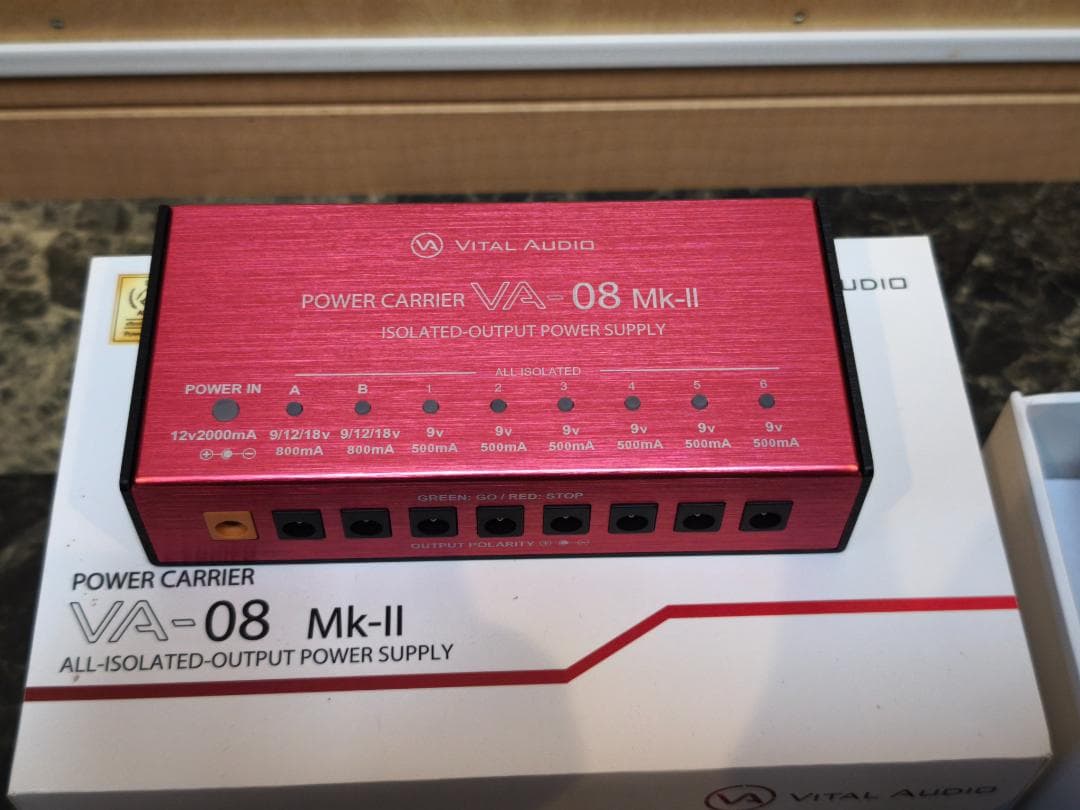 VA VITAL AUDIO
POWER CARRIER VA-08 Mk-II
ISOLATED-OUTPUT POWER SUPPLY
ALL ISOLATED
POWER IN A B 1 2 3 4 5 6
12v2000mA 9/12/18v 9/12/18v 9v 9v 9v 9v 9v 9v
800mA 800mA 500mA 500mA 500mA 500mA 500mA 500mA
GREEN: GO / RED: STOP
OUTPUT POLARITY
UDIO
POWER CARRIER
VA-08 Mk-II
ALL-ISOLATED-OUTPUT POWER SUPPLY
VA VITAL AUDIO